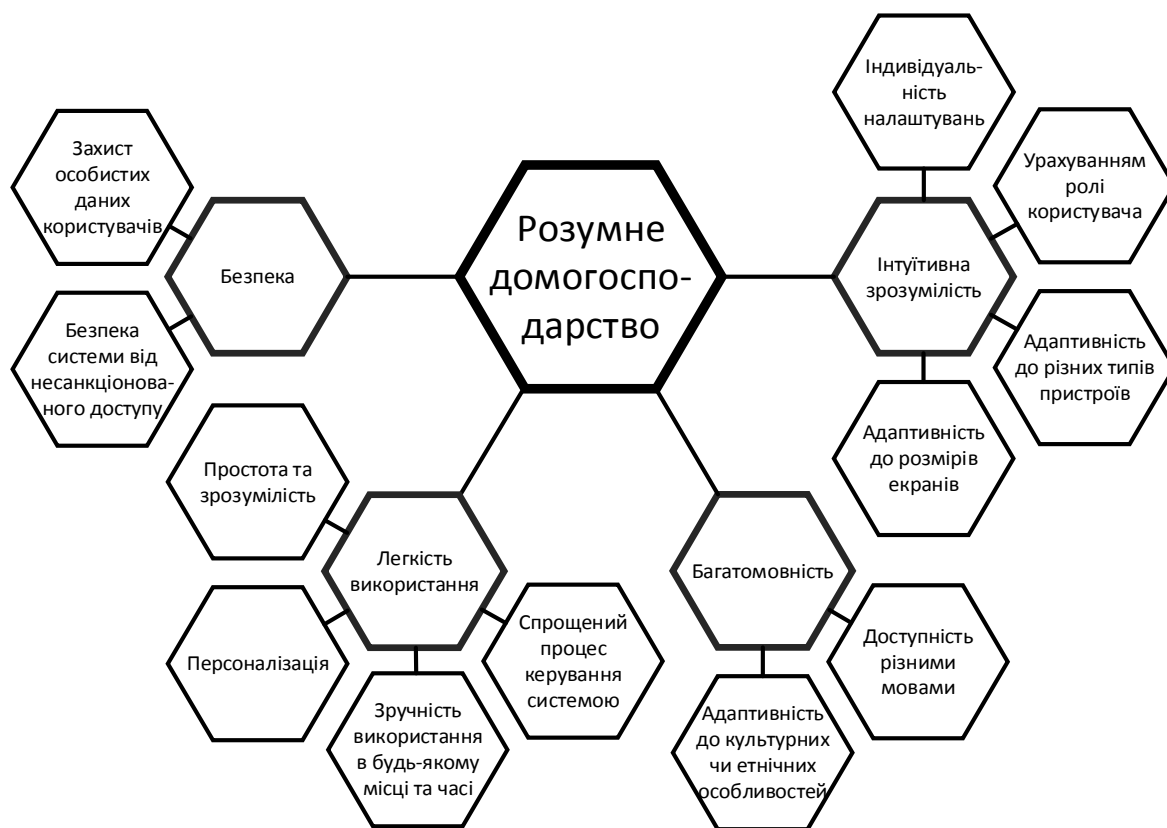 Індивідуаль-
ність
налаштувань
Захист
особистих
даних
користувачів
Урахуванням
ролі
користувача
Розумне
домогоспо-
дарство
Безпека
Інтуїтивна
зрозумілість
Безпека
системи від
несанкціонова-
ного доступу
Адаптивність
до різних типів
пристроїв
Адаптивність
до розмірів
екранів
Простота та
зрозумілість
Легкість
використання
Багатомовність
Персоналізація
Спрощений
процес
керування
системою
Доступність
різними
мовами
Зручність
використання
в будь-якому
місці та часі
Адаптивність
до культурних
чи етнічних
особливостей